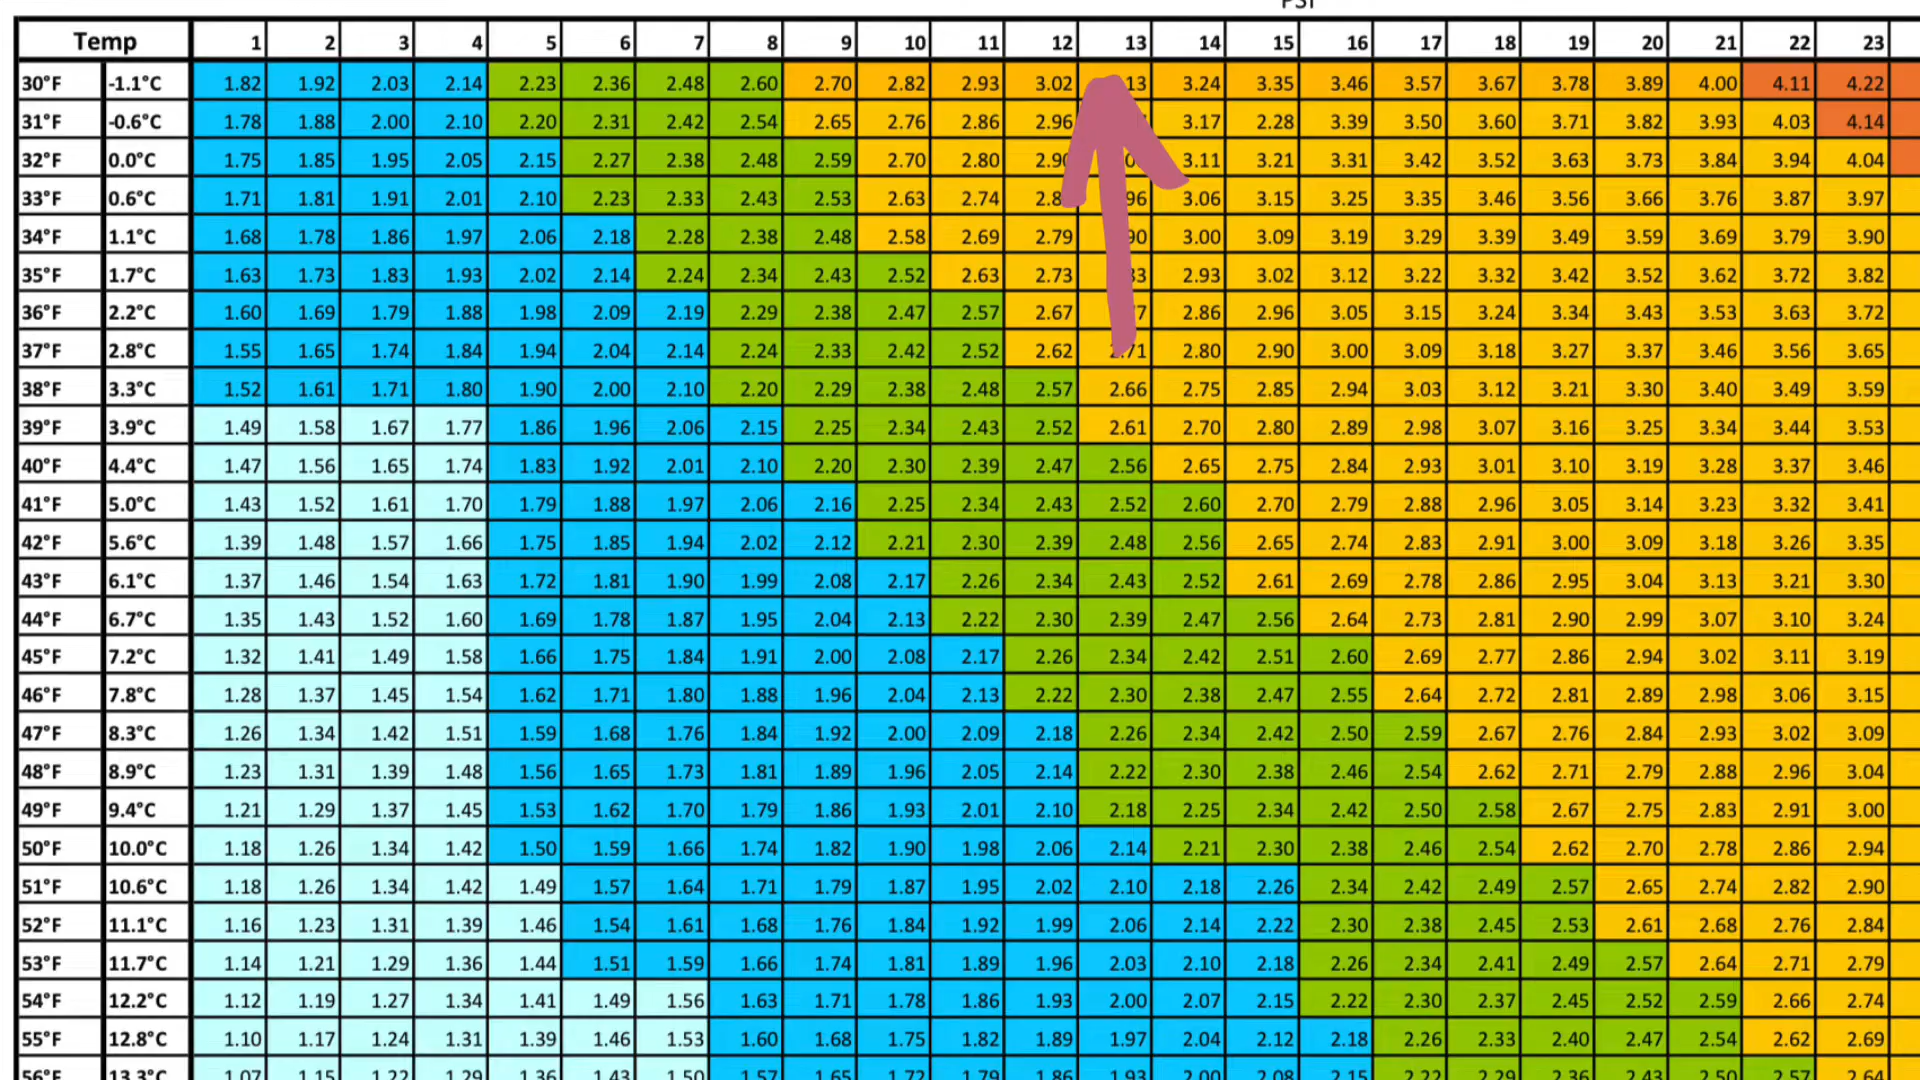 PSI
Temp 1 2 3 4 5 6 7 8 9 10 11 12 13 14 15 16 17 18 19 20 21 22 23
30°F -1.1°C 1.82 1.92 2.03 2.14 2.23 2.36 2.48 2.60 2.70 2.82 2.93 3.02 13 3.24 3.35 3.46 3.57 3.67 3.78 3.89 4.00 4.11 4.22
31°F -0.6°C 1.78 1.88 2.00 2.10 2.20 2.31 2.42 2.54 2.65 2.76 2.86 2.96 3.17 2.28 3.39 3.50 3.60 3.71 3.82 3.93 4.03 4.14
32°F 0.0°C 1.75 1.85 1.95 2.05 2.15 2.27 2.38 2.48 2.59 2.70 2.80 2.90 3.11 3.21 3.31 3.42 3.52 3.63 3.73 3.84 3.94 4.04
33°F 0.6°C 1.71 1.81 1.91 2.01 2.10 2.23 2.33 2.43 2.53 2.63 2.74 2.8 96 3.06 3.15 3.25 3.35 3.46 3.56 3.66 3.76 3.87 3.97
34°F 1.1°C 1.68 1.78 1.86 1.97 2.06 2.18 2.28 2.38 2.48 2.58 2.69 2.79 90 3.00 3.09 3.19 3.29 3.39 3.49 3.59 3.69 3.79 3.90
35°F 1.7°C 1.63 1.73 1.83 1.93 2.02 2.14 2.24 2.34 2.43 2.52 2.63 2.73 33 2.93 3.02 3.12 3.22 3.32 3.42 3.52 3.62 3.72 3.82
36°F 2.2°C 1.60 1.69 1.79 1.88 1.98 2.09 2.19 2.29 2.38 2.47 2.57 2.67 7 2.86 2.96 3.05 3.15 3.24 3.34 3.43 3.53 3.63 3.72
37°F 2.8°C 1.55 1.65 1.74 1.84 1.94 2.04 2.14 2.24 2.33 2.42 2.52 2.62 2.71 2.80 2.90 3.00 3.09 3.18 3.27 3.37 3.46 3.56 3.65
38°F 3.3°C 1.52 1.61 1.71 1.80 1.90 2.00 2.10 2.20 2.29 2.38 2.48 2.57 2.66 2.75 2.85 2.94 3.03 3.12 3.21 3.30 3.40 3.49 3.59
39°F 3.9°C 1.49 1.58 1.67 1.77 1.86 1.96 2.06 2.15 2.25 2.34 2.43 2.52 2.61 2.70 2.80 2.89 2.98 3.07 3.16 3.25 3.34 3.44 3.53
40°F 4.4°C 1.47 1.56 1.65 1.74 1.83 1.92 2.01 2.10 2.20 2.30 2.39 2.47 2.56 2.65 2.75 2.84 2.93 3.01 3.10 3.19 3.28 3.37 3.46
41°F 5.0°C 1.43 1.52 1.61 1.70 1.79 1.88 1.97 2.06 2.16 2.25 2.34 2.43 2.52 2.60 2.70 2.79 2.88 2.96 3.05 3.14 3.23 3.32 3.41
42°F 5.6°C 1.39 1.48 1.57 1.66 1.75 1.85 1.94 2.02 2.12 2.21 2.30 2.39 2.48 2.56 2.65 2.74 2.83 2.91 3.00 3.09 3.18 3.26 3.35
43°F 6.1°C 1.37 1.46 1.54 1.63 1.72 1.81 1.90 1.99 2.08 2.17 2.26 2.34 2.43 2.52 2.61 2.69 2.78 2.86 2.95 3.04 3.13 3.21 3.30
44°F 6.7°C 1.35 1.43 1.52 1.60 1.69 1.78 1.87 1.95 2.04 2.13 2.22 2.30 2.39 2.47 2.56 2.64 2.73 2.81 2.90 2.99 3.07 3.10 3.24
45°F 7.2°C 1.32 1.41 1.49 1.58 1.66 1.75 1.84 1.91 2.00 2.08 2.17 2.26 2.34 2.42 2.51 2.60 2.69 2.77 2.86 2.94 3.02 3.11 3.19
46°F 7.8°C 1.28 1.37 1.45 1.54 1.62 1.71 1.80 1.88 1.96 2.04 2.13 2.22 2.30 2.38 2.47 2.55 2.64 2.72 2.81 2.89 2.98 3.06 3.15
47°F 8.3°C 1.26 1.34 1.42 1.51 1.59 1.68 1.76 1.84 1.92 2.00 2.09 2.18 2.26 2.34 2.42 2.50 2.59 2.67 2.76 2.84 2.93 3.02 3.09
48°F 8.9°C 1.23 1.31 1.39 1.48 1.56 1.65 1.73 1.81 1.89 1.96 2.05 2.14 2.22 2.30 2.38 2.46 2.54 2.62 2.71 2.79 2.88 2.96 3.04
49°F 9.4°C 1.21 1.29 1.37 1.45 1.53 1.62 1.70 1.79 1.86 1.93 2.01 2.10 2.18 2.25 2.34 2.42 2.50 2.58 2.67 2.75 2.83 2.91 3.00
50°F 10.0°C 1.18 1.26 1.34 1.42 1.50 1.59 1.66 1.74 1.82 1.90 1.98 2.06 2.14 2.21 2.30 2.38 2.46 2.54 2.62 2.70 2.78 2.86 2.94
51°F 10.6°C 1.18 1.26 1.34 1.42 1.49 1.57 1.64 1.71 1.79 1.87 1.95 2.02 2.10 2.18 2.26 2.34 2.42 2.49 2.57 2.65 2.74 2.82 2.90
52°F 11.1°C 1.16 1.23 1.31 1.39 1.46 1.54 1.61 1.68 1.76 1.84 1.92 1.99 2.06 2.14 2.22 2.30 2.38 2.45 2.53 2.61 2.68 2.76 2.84
53°F 11.7°C 1.14 1.21 1.29 1.36 1.44 1.51 1.59 1.66 1.74 1.81 1.89 1.96 2.03 2.10 2.18 2.26 2.34 2.41 2.49 2.57 2.64 2.71 2.79
54°F 12.2°C 1.12 1.19 1.27 1.34 1.41 1.49 1.56 1.63 1.71 1.78 1.86 1.93 2.00 2.07 2.15 2.22 2.30 2.37 2.45 2.52 2.59 2.66 2.74
55°F 12.8°C 1.10 1.17 1.24 1.31 1.39 1.46 1.53 1.60 1.68 1.75 1.82 1.89 1.97 2.04 2.12 2.18 2.26 2.33 2.40 2.47 2.54 2.62 2.69
56°F 13.3°C 1.07 1.15 1.22 1.29 1.36 1.43 1.50 1.57 1.65 1.72 1.79 1.86 1.93 2.00 2.08 2.15 2.22 2.29 2.36 2.43 2.50 2.57 2.64